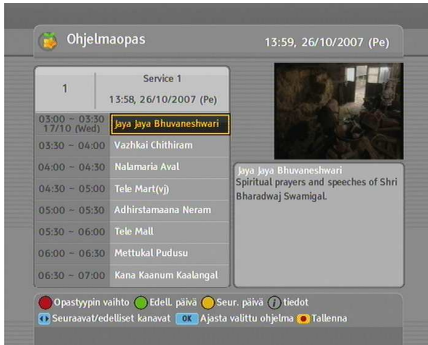 Ohjelmaopas 13:59, 26/10/2007 (Pe)
1 Service 1
13:58, 26/10/2007 (Pe)
03:00 ~ 03:30 Jaya Jaya Bhuvaneshwari
17/10 (Wed)
03:30 ~ 04:00 Vazhkai Chithiram
04:00 ~ 04:30 Nalamaria Aval
04:30 ~ 05:00 Tele Mart(vj)
05:00 ~ 05:30 Adhirstamaana Neram
05:30 ~ 06:00 Tele Mall
06:00 ~ 06:30 Mettukal Pudusu
06:30 ~ 07:00 Kana Kaanum Kaalangal
Jaya Jaya Bhuvaneshwari
Spiritual prayers and speeches of Shri
Bharadwaj Swamigal.
Opastyypin vaihto Edell. päivä Seur. päivä i tiedot
Seuraavat/edelliset kanavat OK Ajasta valittu ohjelma Tallenna